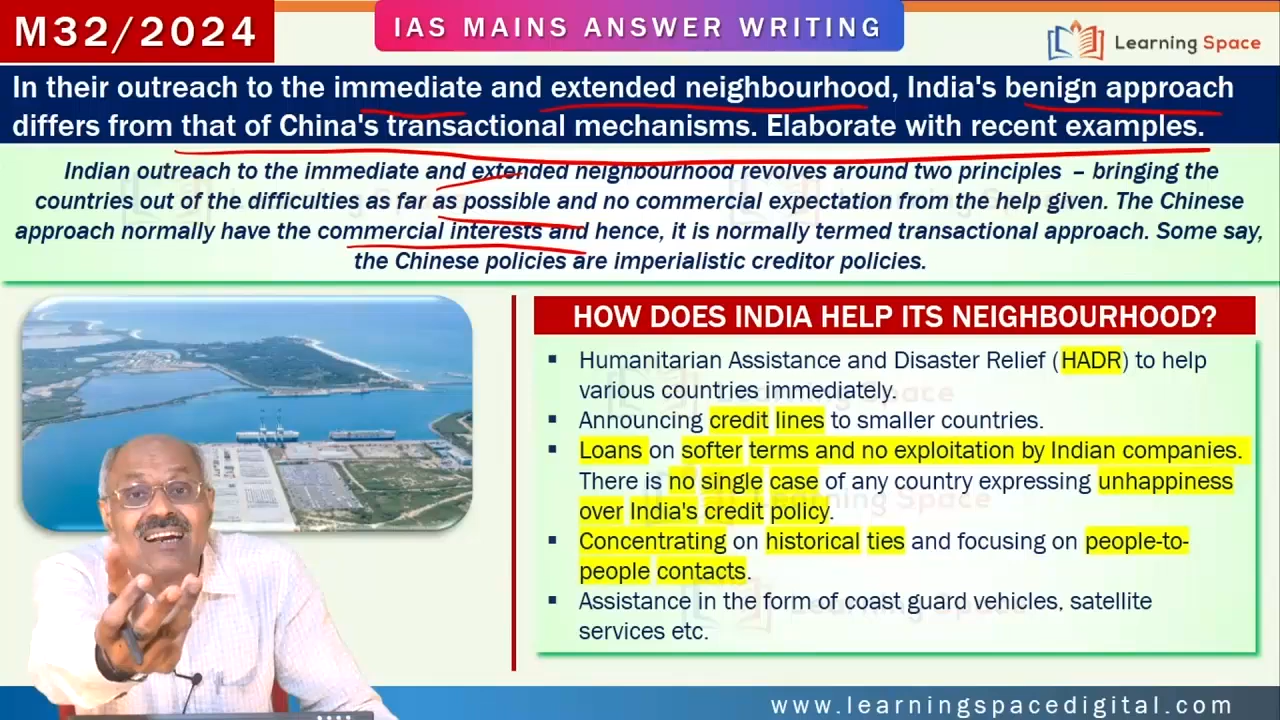 M32/2024
IAS MAINS ANSWER WRITING
Learning Space
In their outreach to the immediate and extended neighbourhood, India's benign approach
differs from that of China's transactional mechanisms. Elaborate with recent examples.
Indian outreach to the immediate and extended neighbourhood revolves around two principles – bringing the
countries out of the difficulties as far as possible and no commercial expectation from the help given. The Chinese
approach normally have the commercial interests and hence, it is normally termed transactional approach. Some say,
the Chinese policies are imperialistic creditor policies.
HOW DOES INDIA HELP ITS NEIGHBOURHOOD?
▪ Humanitarian Assistance and Disaster Relief (HADR) to help
various countries immediately.
▪ Announcing credit lines to smaller countries.
▪ Loans on softer terms and no exploitation by Indian companies.
There is no single case of any country expressing unhappiness
over India's credit policy.
▪ Concentrating on historical ties and focusing on people-to-
people contacts.
▪ Assistance in the form of coast guard vehicles, satellite
services etc.
www.learningspacedigital.com